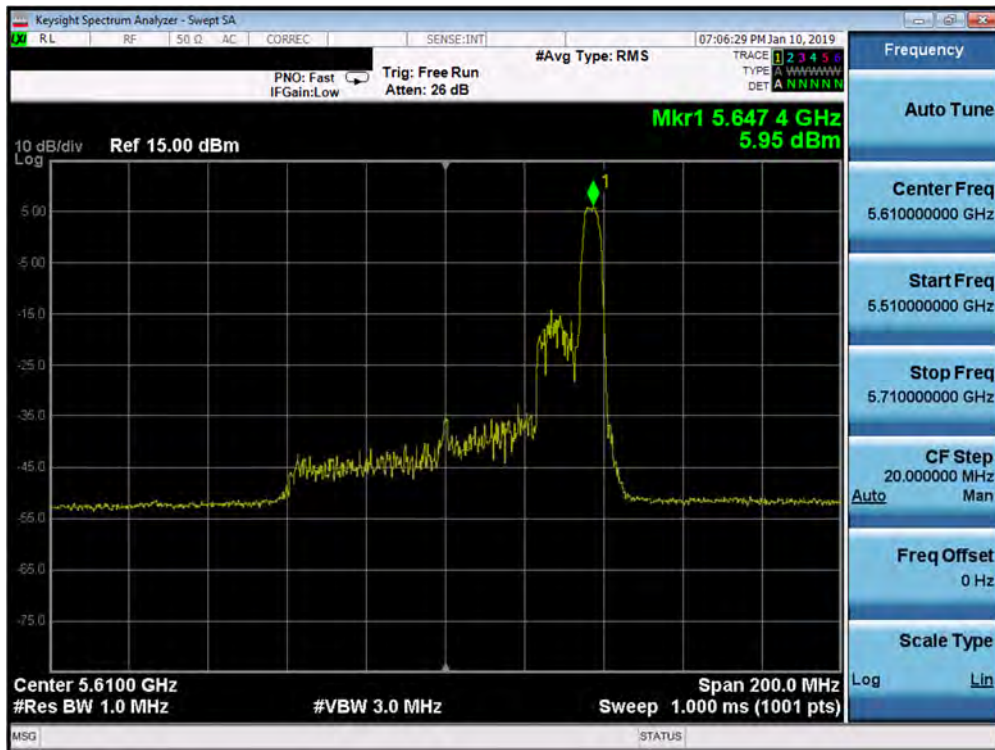 Keysight Spectrum Analyzer - Swept SA
LXI RL RF 50 Ω AC CORREC SENSE:INT 07:06:29 PM Jan 10, 2019
#Avg Type: RMS TRACE 1 2 3 4 5 6
PNO: Fast Trig: Free Run TYPE A WWWWW
IFGain:Low Atten: 26 dB DET A N N N N N
Mkr1 5.647 4 GHz
5.95 dBm
10 dB/div Ref 15.00 dBm
Log
1
5.00
-5.00
-15.0
-25.0
-35.0
-45.0
-55.0
-65.0
-75.0
Center 5.6100 GHz Span 200.0 MHz
#Res BW 1.0 MHz #VBW 3.0 MHz Sweep 1.000 ms (1001 pts)
MSG STATUS
Frequency
Auto Tune
Center Freq
5.610000000 GHz
Start Freq
5.510000000 GHz
Stop Freq
5.710000000 GHz
CF Step
20.000000 MHz
Auto Man
Freq Offset
0 Hz
Scale Type
Log Lin